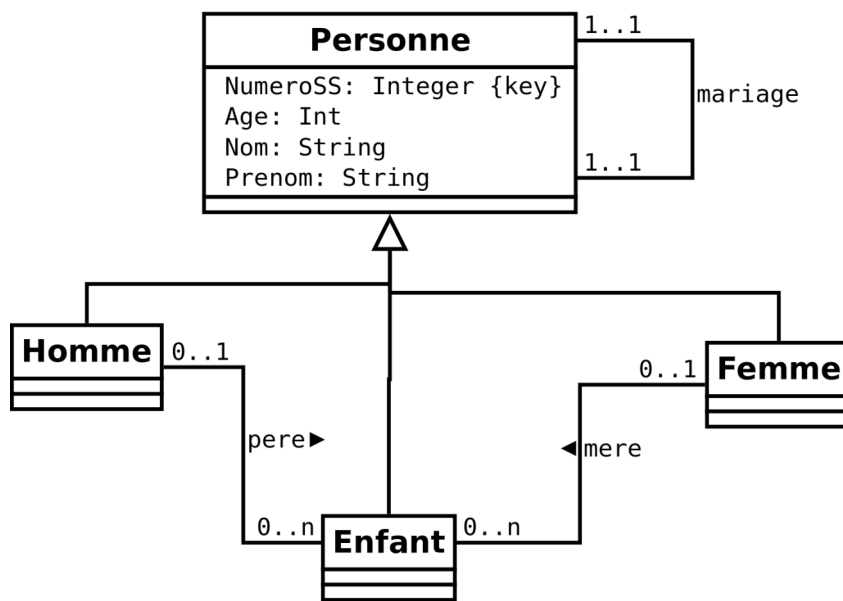 Personne
1..1
NumeroSS: Integer {key}
Age: Int
Nom: String
Prenom: String
mariage
1..1
Homme
0..1
0..1
Femme
pere►
◄mere
0..n
Enfant
0..n